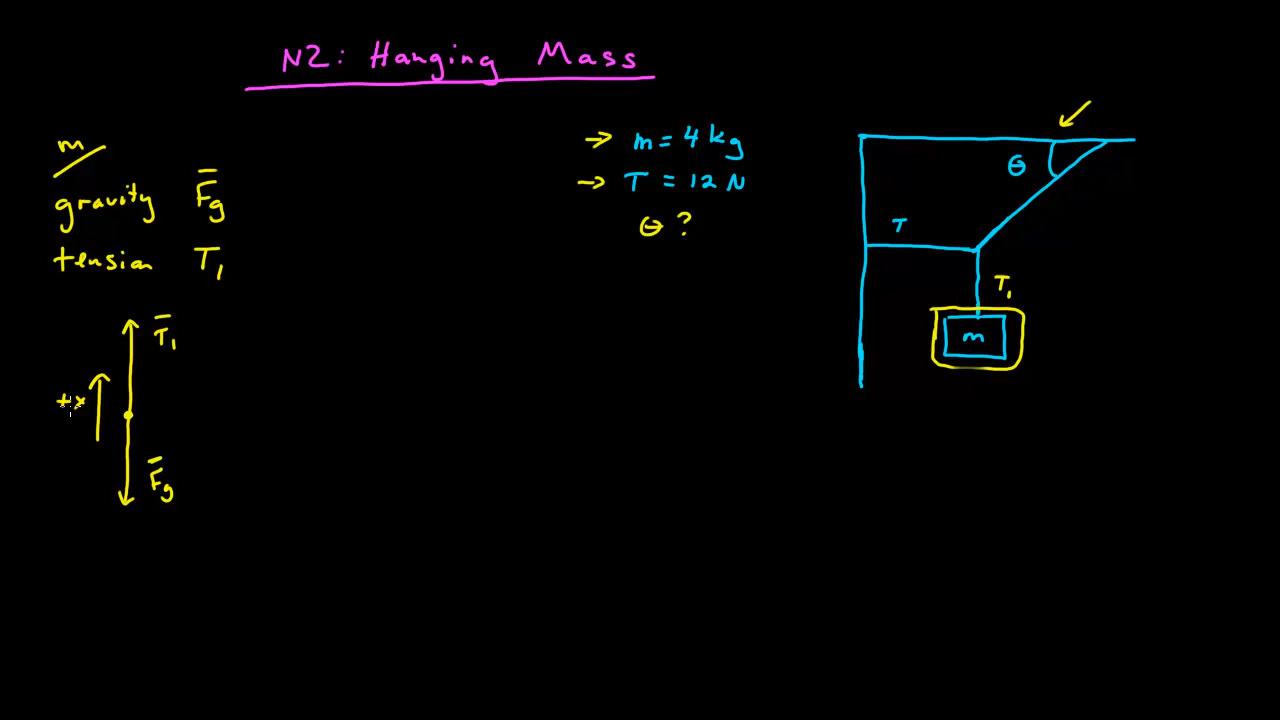 N2: Hanging Mass
m
gravity F̅g
tension T₁
T̅₁
+x
F̅g
→ m = 4 kg
→ T = 12 N
θ ?
θ
T
T₁
m